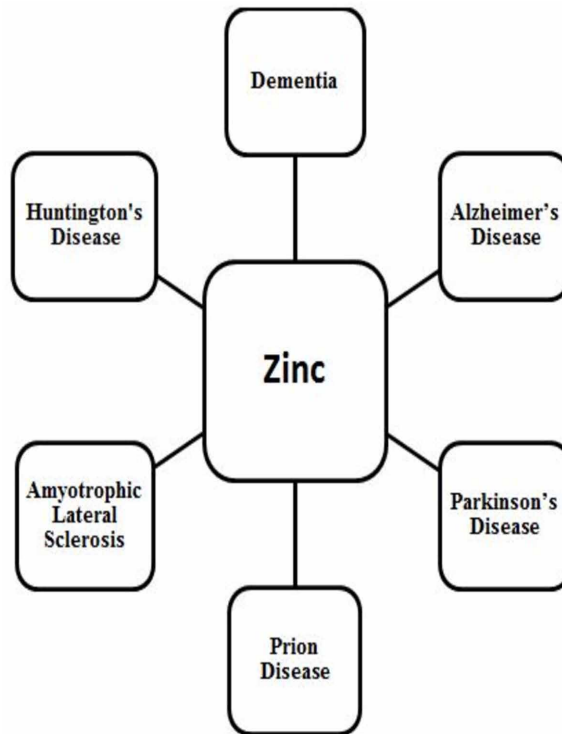 Dementia
Huntington's
Disease
Alzheimer’s
Disease
Zinc
Amyotrophic
Lateral
Sclerosis
Parkinson’s
Disease
Prion
Disease